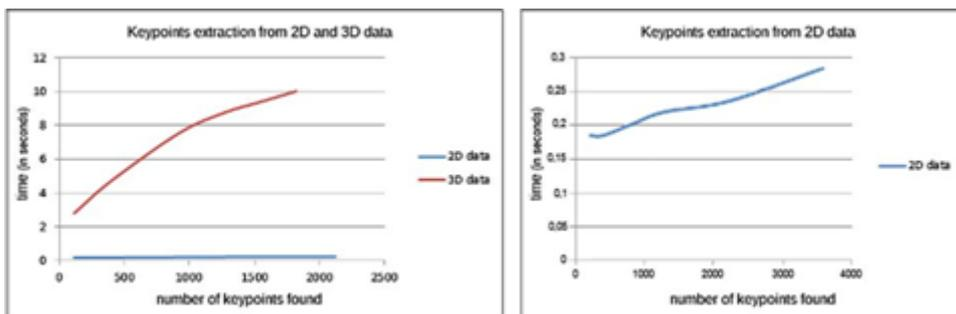 Keypoints extraction from 2D and 3D data
12
10
8
6
4
2
0
time (in seconds)
0 500 1000 1500 2000 2500
number of keypoints found
2D data
3D data
Keypoints extraction from 2D data
0,3
0,25
0,2
0,15
0,1
0,05
0
time (in seconds)
0 1000 2000 3000 4000
number of keypoints found
2D data